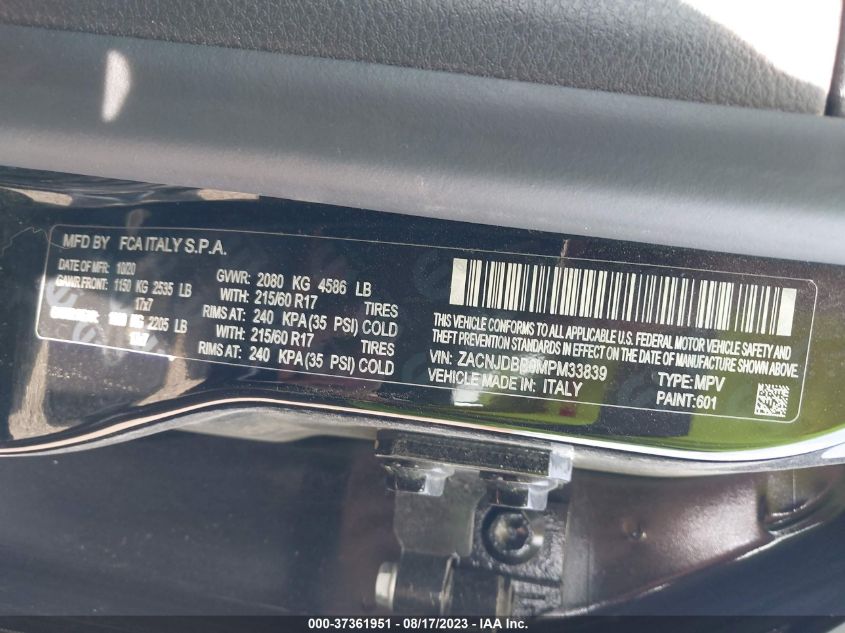 MFD BY FCA ITALY S.P.A.
DATE OF MFR: 10/20 GVWR: 2080 KG 4586 LB
GAWR FRONT: 1150 KG 2535 LB WITH: 215/60 R17 TIRES
17x7 RIMS AT: 240 KPA (35 PSI) COLD
KG 2205 LB WITH: 215/60 R17 TIRES
RIMS AT: 240 KPA (35 PSI) COLD
THIS VEHICLE CONFORMS TO ALL APPLICABLE U.S. FEDERAL MOTOR VEHICLE SAFETY AND
THEFT PREVENTION STANDARDS IN EFFECT ON THE DATE OF MANUFACTURE SHOWN ABOVE.
VIN: TYPE: MPV
VEHICLE MADE IN: ITALY PAINT: 601
000-37361951 - 08/17/2023 - IAA Inc.